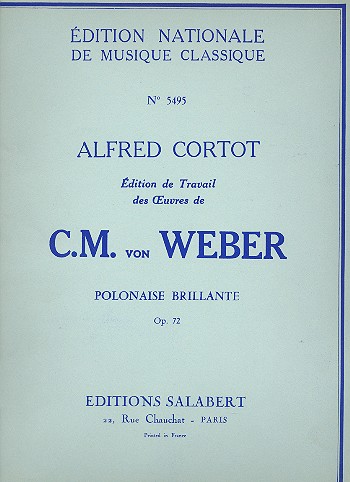 ÉDITION NATIONALE
DE MUSIQUE CLASSIQUE
Nº 5495
ALFRED CORTOT
Édition de Travail
des Œuvres de
C.M. VON WEBER
POLONAISE BRILLANTE
Op. 72
EDITIONS SALABERT
22, Rue Chauchat - PARIS
Printed in France